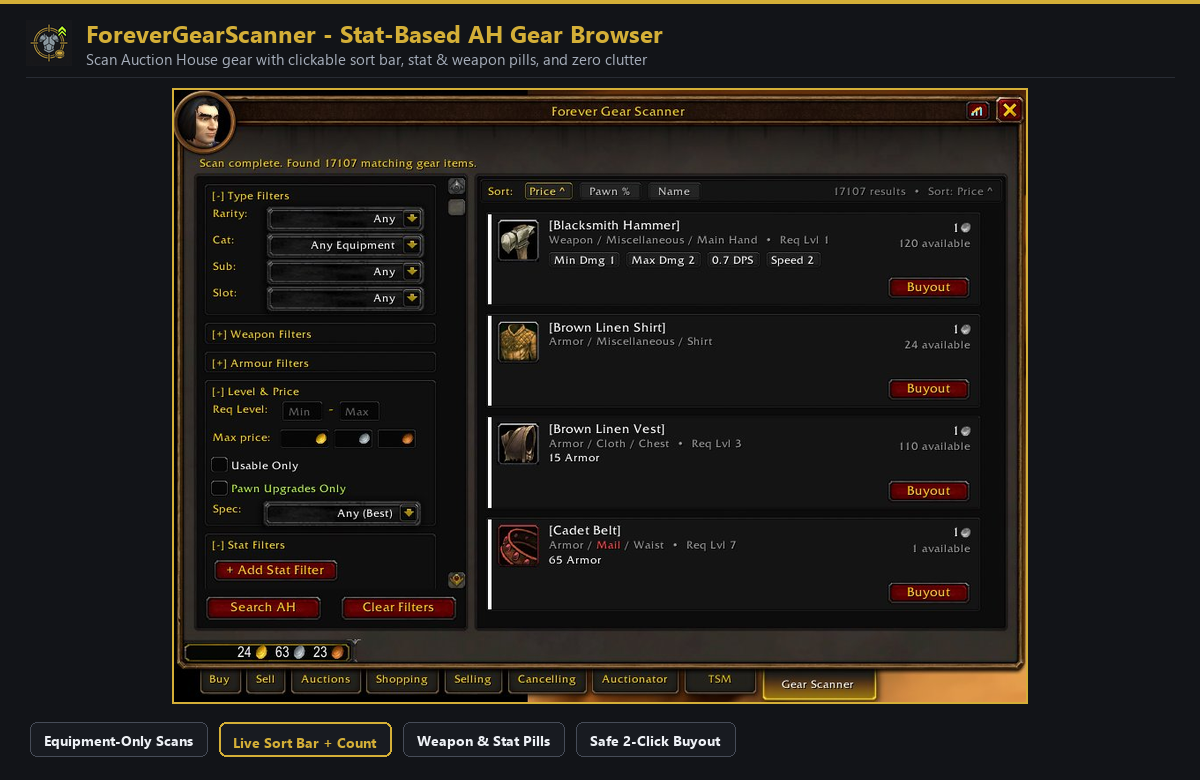 ForeverGearScanner - Stat-Based AH Gear Browser
Scan Auction House gear with clickable sort bar, stat & weapon pills, and zero clutter
Forever Gear Scanner
Scan complete. Found 17107 matching gear items.
[-] Type Filters
Rarity: Any
Cat: Any Equipment
Sub: Any
Slot: Any
[+] Weapon Filters
[+] Armour Filters
[-] Level & Price
Req Level: Min - Max
Max price:
Usable Only
Pawn Upgrades Only
Spec: Any (Best)
[-] Stat Filters
+ Add Stat Filter
Search AH Clear Filters
Sort: Price ^ Pawn % Name 17107 results • Sort: Price ^
[Blacksmith Hammer] 1
Weapon / Miscellaneous / Main Hand • Req Lvl 1 120 available
Min Dmg 1 Max Dmg 2 0.7 DPS Speed 2
Buyout
[Brown Linen Shirt] 1
Armor / Miscellaneous / Shirt 24 available
Buyout
[Brown Linen Vest] 1
Armor / Cloth / Chest • Req Lvl 3 110 available
15 Armor
Buyout
[Cadet Belt] 1
Armor / Mail / Waist • Req Lvl 7 1 available
65 Armor
Buyout
24 63 23
Buy Sell Auctions Shopping Selling Cancelling Auctionator TSM Gear Scanner
Equipment-Only Scans Live Sort Bar + Count Weapon & Stat Pills Safe 2-Click Buyout